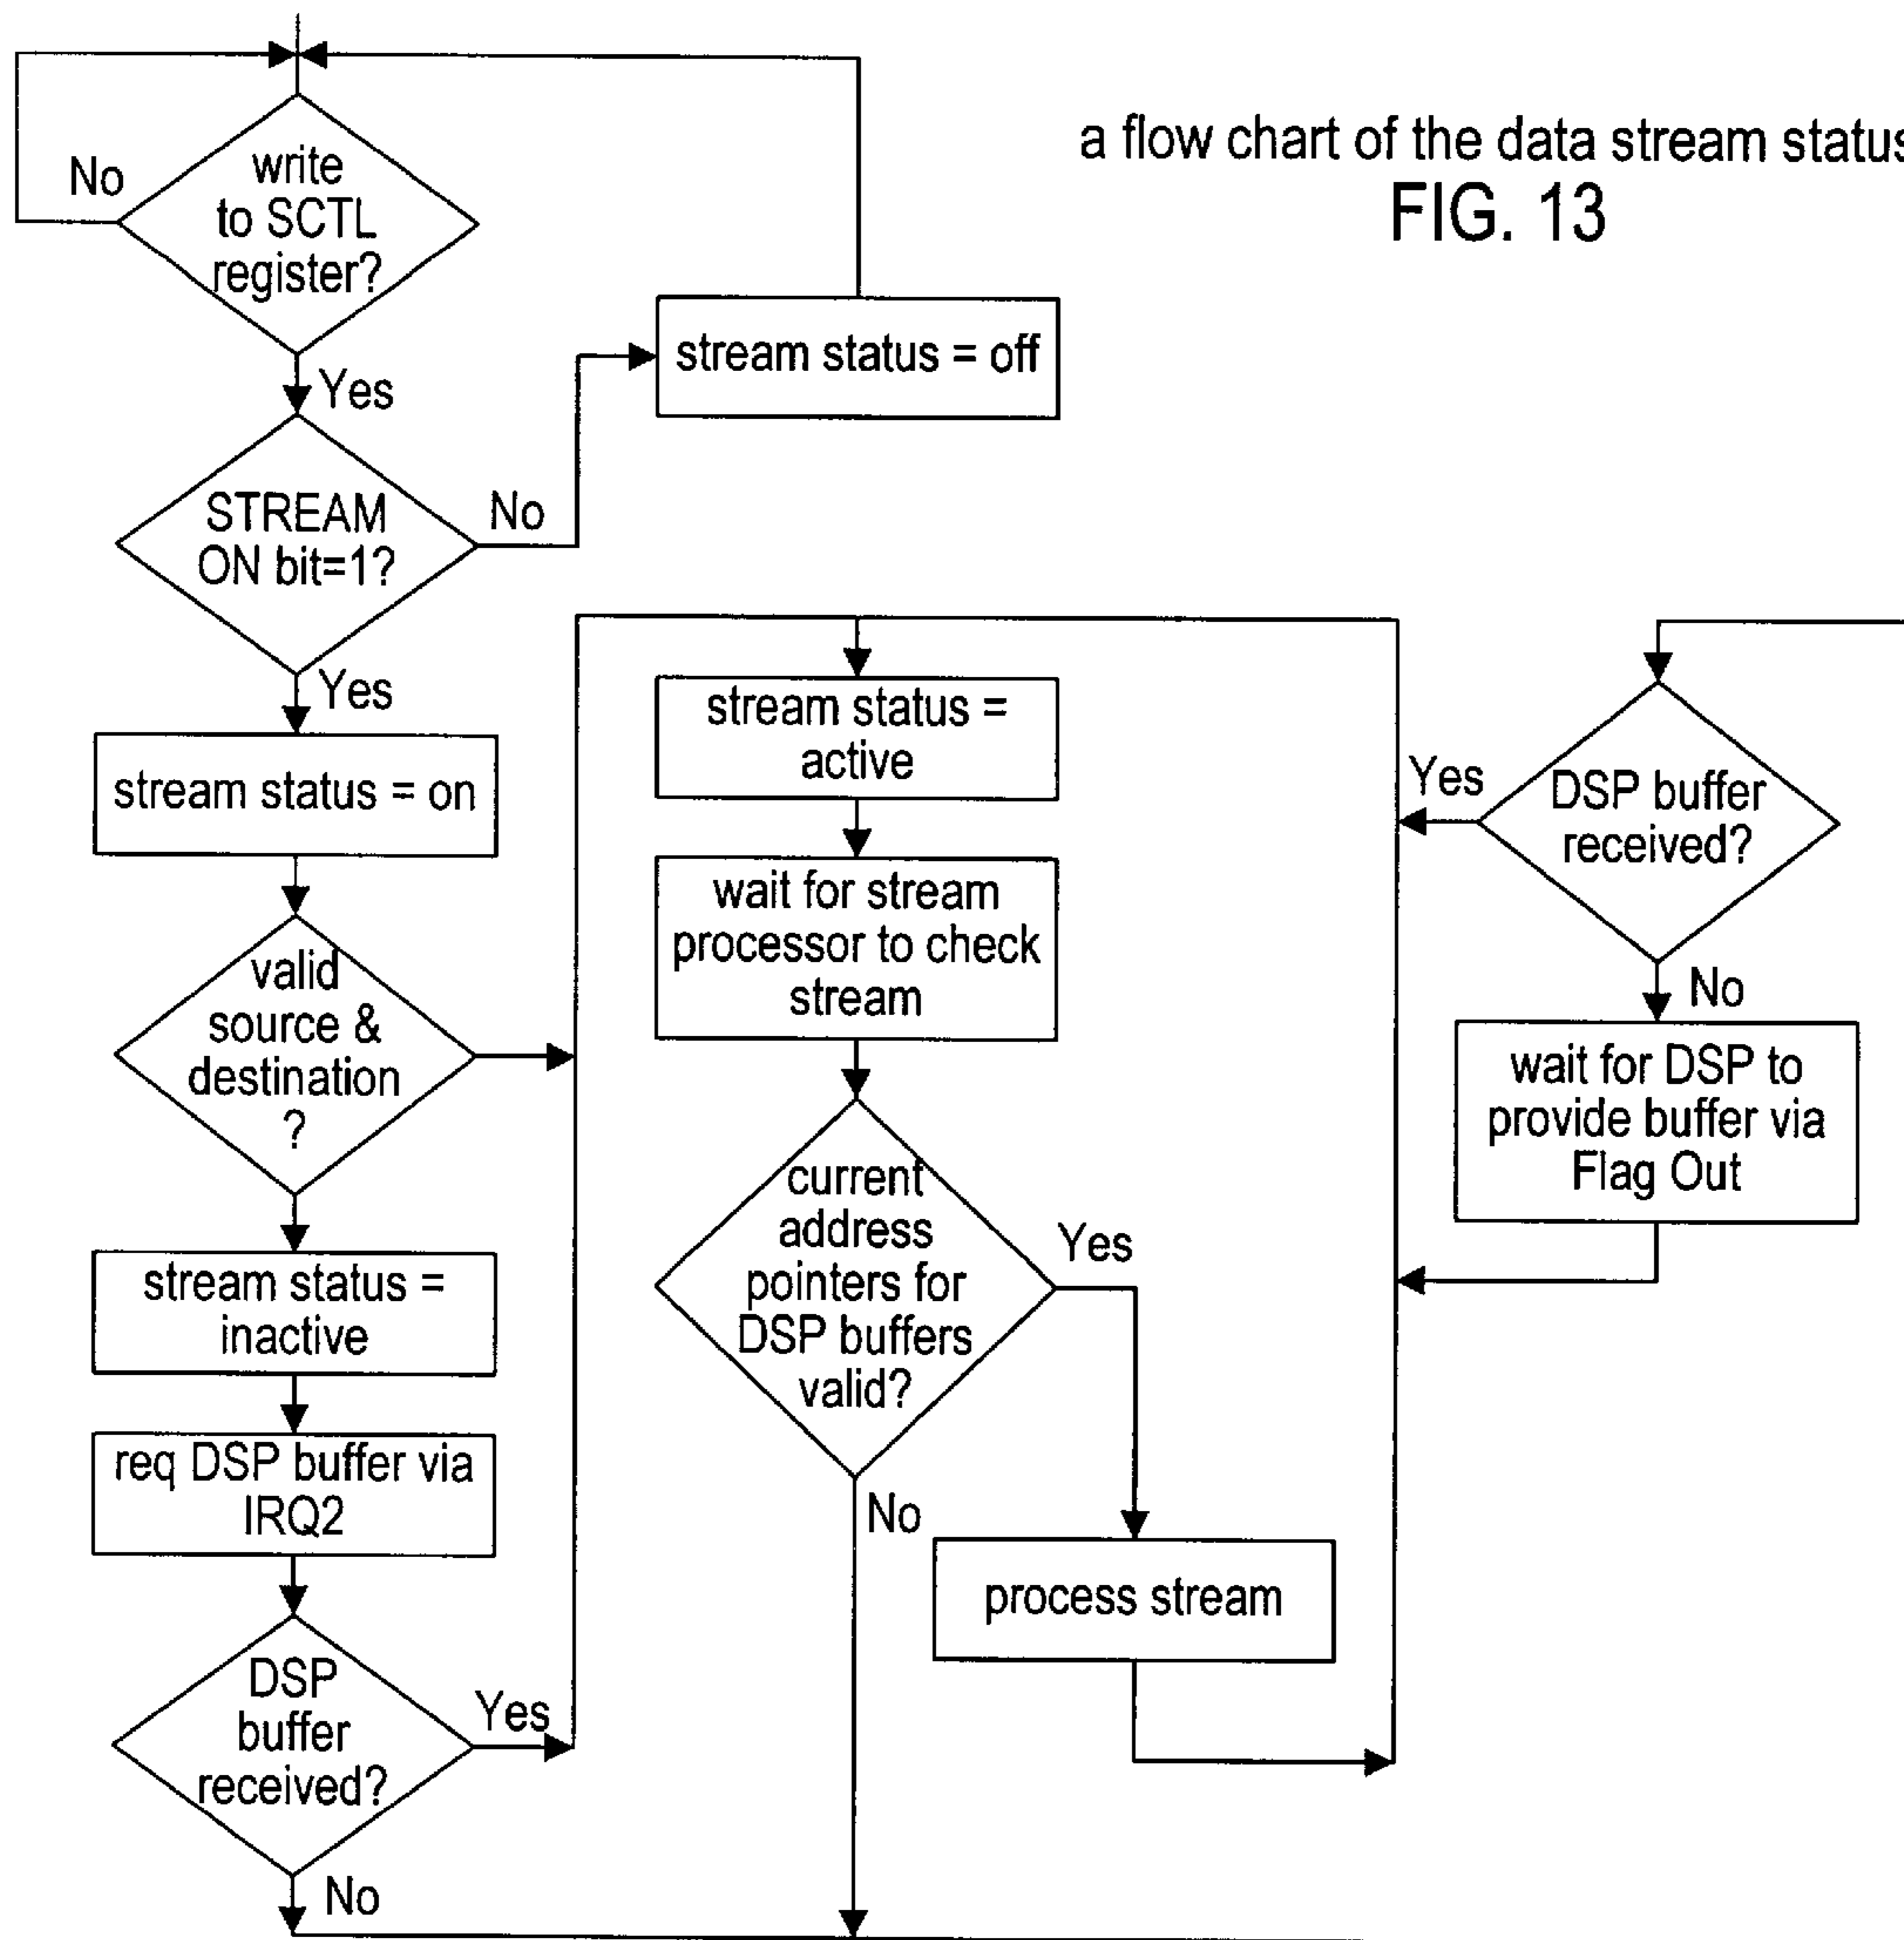 a flow chart of the data stream status
FIG. 13
No
write
to SCTL
register?
Yes
stream status = off
STREAM
ON bit=1?
No
Yes
stream status = on
valid
source &
destination
?
stream status =
inactive
req DSP buffer via
IRQ2
DSP
buffer
received?
Yes
No
stream status =
active
wait for stream
processor to check
stream
current
address
pointers for
DSP buffers
valid?
Yes
No
process stream
Yes
DSP buffer
received?
No
wait for DSP to
provide buffer via
Flag Out